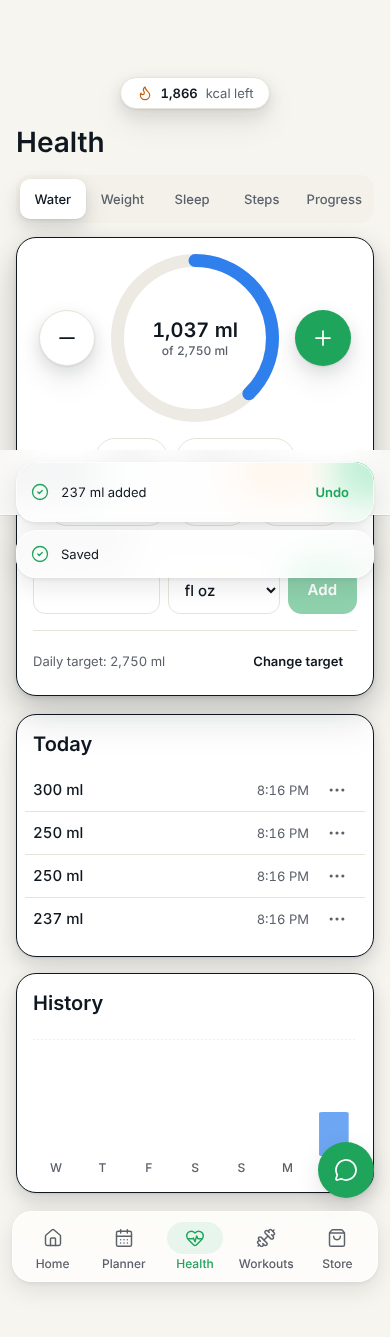 1,866 kcal left
Health
Water Weight Sleep Steps Progress
1,037 ml
of 2,750 ml
237 ml added Undo
Saved
fl oz Add
Daily target: 2,750 ml Change target
Today
300 ml 8:16 PM
250 ml 8:16 PM
250 ml 8:16 PM
237 ml 8:16 PM
History
W T F S S M
Home Planner Health Workouts Store